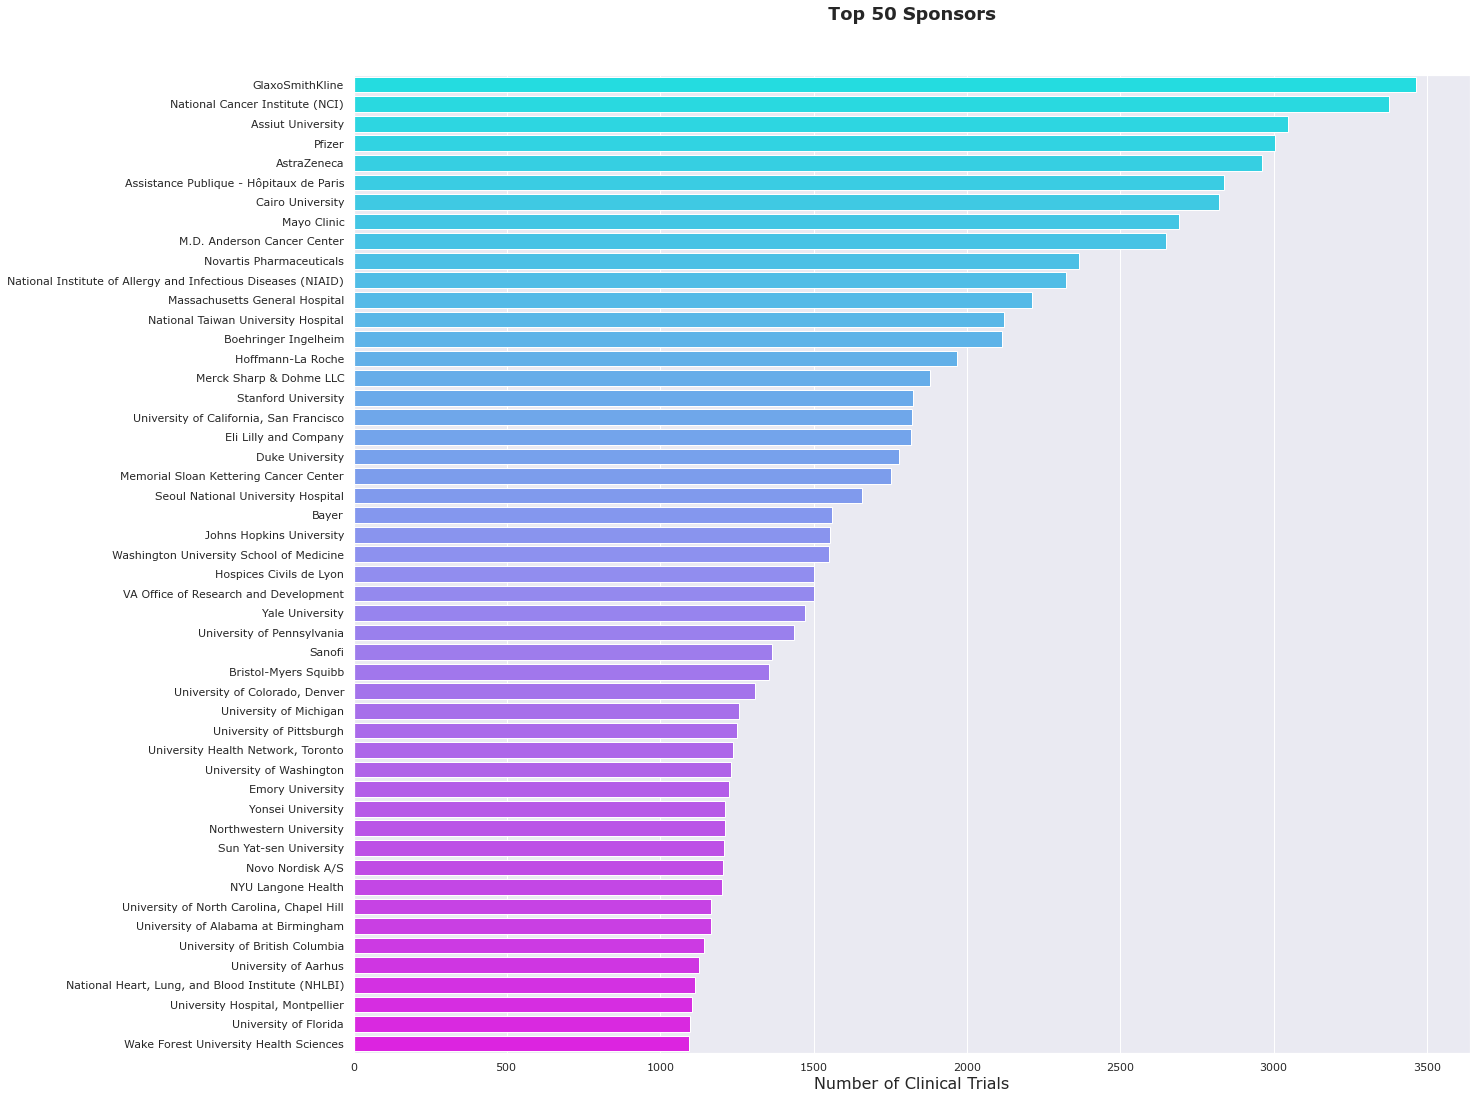 Top 50 Sponsors
GlaxoSmithKline
National Cancer Institute (NCI)
Assiut University
Pfizer
AstraZeneca
Assistance Publique - Hôpitaux de Paris
Cairo University
Mayo Clinic
M.D. Anderson Cancer Center
Novartis Pharmaceuticals
National Institute of Allergy and Infectious Diseases (NIAID)
Massachusetts General Hospital
National Taiwan University Hospital
Boehringer Ingelheim
Hoffmann-La Roche
Merck Sharp & Dohme LLC
Stanford University
University of California, San Francisco
Eli Lilly and Company
Duke University
Memorial Sloan Kettering Cancer Center
Seoul National University Hospital
Bayer
Johns Hopkins University
Washington University School of Medicine
Hospices Civils de Lyon
VA Office of Research and Development
Yale University
University of Pennsylvania
Sanofi
Bristol-Myers Squibb
University of Colorado, Denver
University of Michigan
University of Pittsburgh
University Health Network, Toronto
University of Washington
Emory University
Yonsei University
Northwestern University
Sun Yat-sen University
Novo Nordisk A/S
NYU Langone Health
University of North Carolina, Chapel Hill
University of Alabama at Birmingham
University of British Columbia
University of Aarhus
National Heart, Lung, and Blood Institute (NHLBI)
University Hospital, Montpellier
University of Florida
Wake Forest University Health Sciences
0 500 1000 1500 2000 2500 3000 3500
Number of Clinical Trials